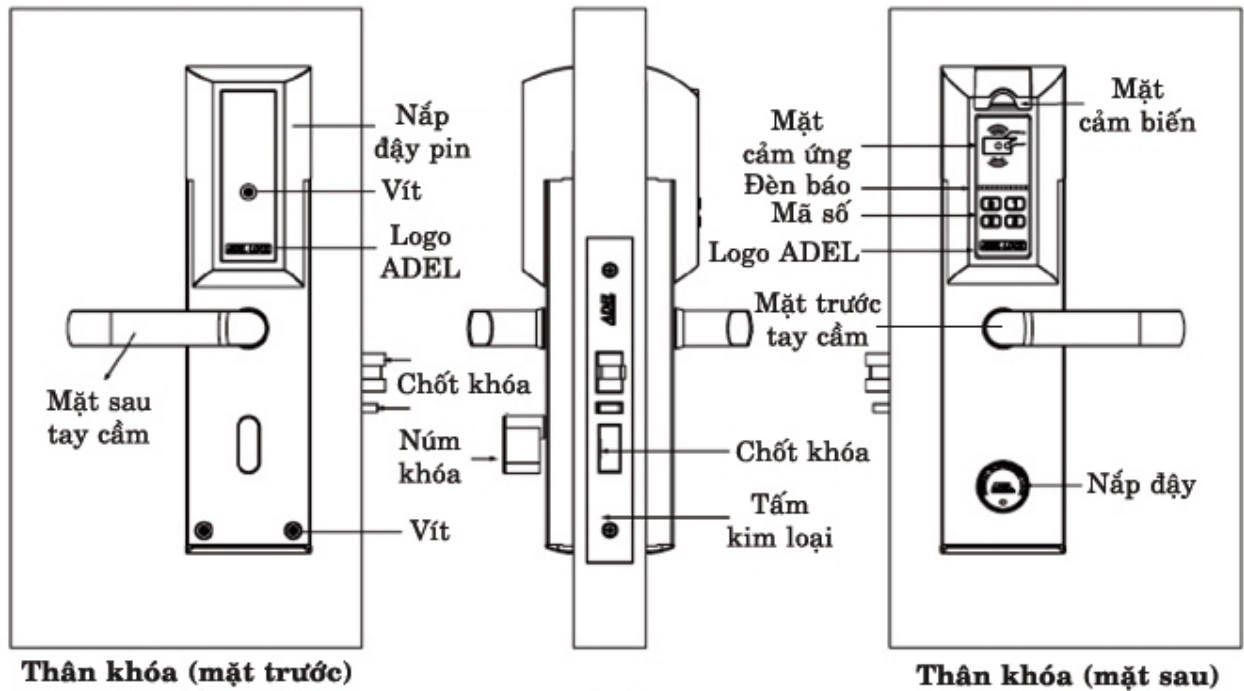 Nắp
đậy pin
Vít
Logo
ADEL
Mặt sau
tay cầm
Chốt khóa
Núm
khóa
Vít
Thân khóa (mặt trước)
ADEL
Chốt khóa
Tấm
kim loại
Mặt
cảm biến
Mặt
cảm ứng
Đèn báo
Mã số
Logo ADEL
Mặt trước
tay cầm
Nắp đậy
Thân khóa (mặt sau)